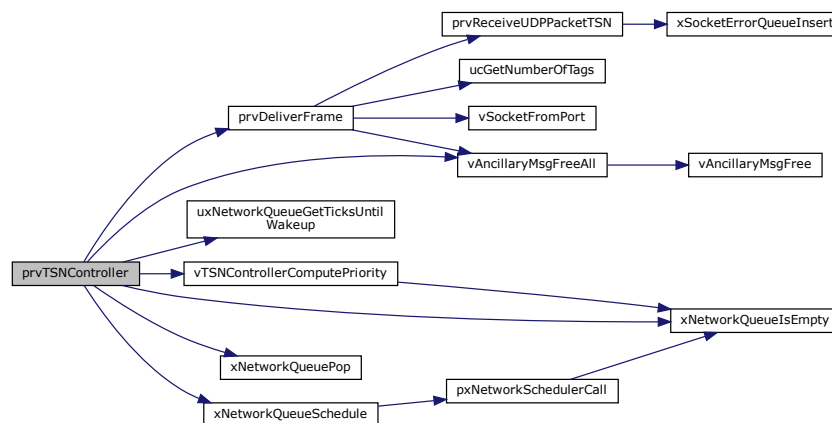 prvReceiveUDPPacketTSN
xSocketErrorQueueInsert
ucGetNumberOfTags
prvDeliverFrame
vSocketFromPort
vAncillaryMsgFreeAll
vAncillaryMsgFree
uxNetworkQueueGetTicksUntil
Wakeup
prvTSNController
vTSNControllerComputePriority
xNetworkQueueIsEmpty
xNetworkQueuePop
pxNetworkSchedulerCall
xNetworkQueueSchedule